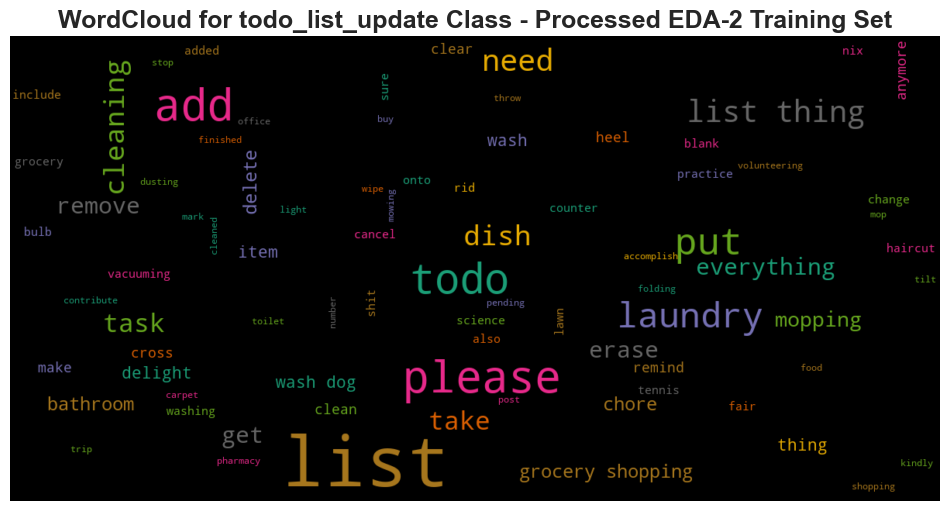 WordCloud for todo_list_update Class - Processed EDA-2 Training Set
added
clear
need
nix
anymore
stop
cleaning
include
add
sure
throw
list thing
office
buy
finished
wash
heel
blank
grocery
delete
volunteering
practice
onto
rid
dusting
wipe
mowing
remove
mark
light
counter
change
mop
cleaned
bulb
cancel
dish
put
item
haircut
accomplish
everything
vacuuming
todo
folding
tilt
contribute
number
shit
pending
laundry
task
toilet
science
lawn
mopping
also
cross
erase
make
delight
wash dog
please
remind
food
tennis
carpet
post
bathroom
washing
clean
chore
fair
take
get
trip
list
thing
pharmacy
grocery shopping
kindly
shopping